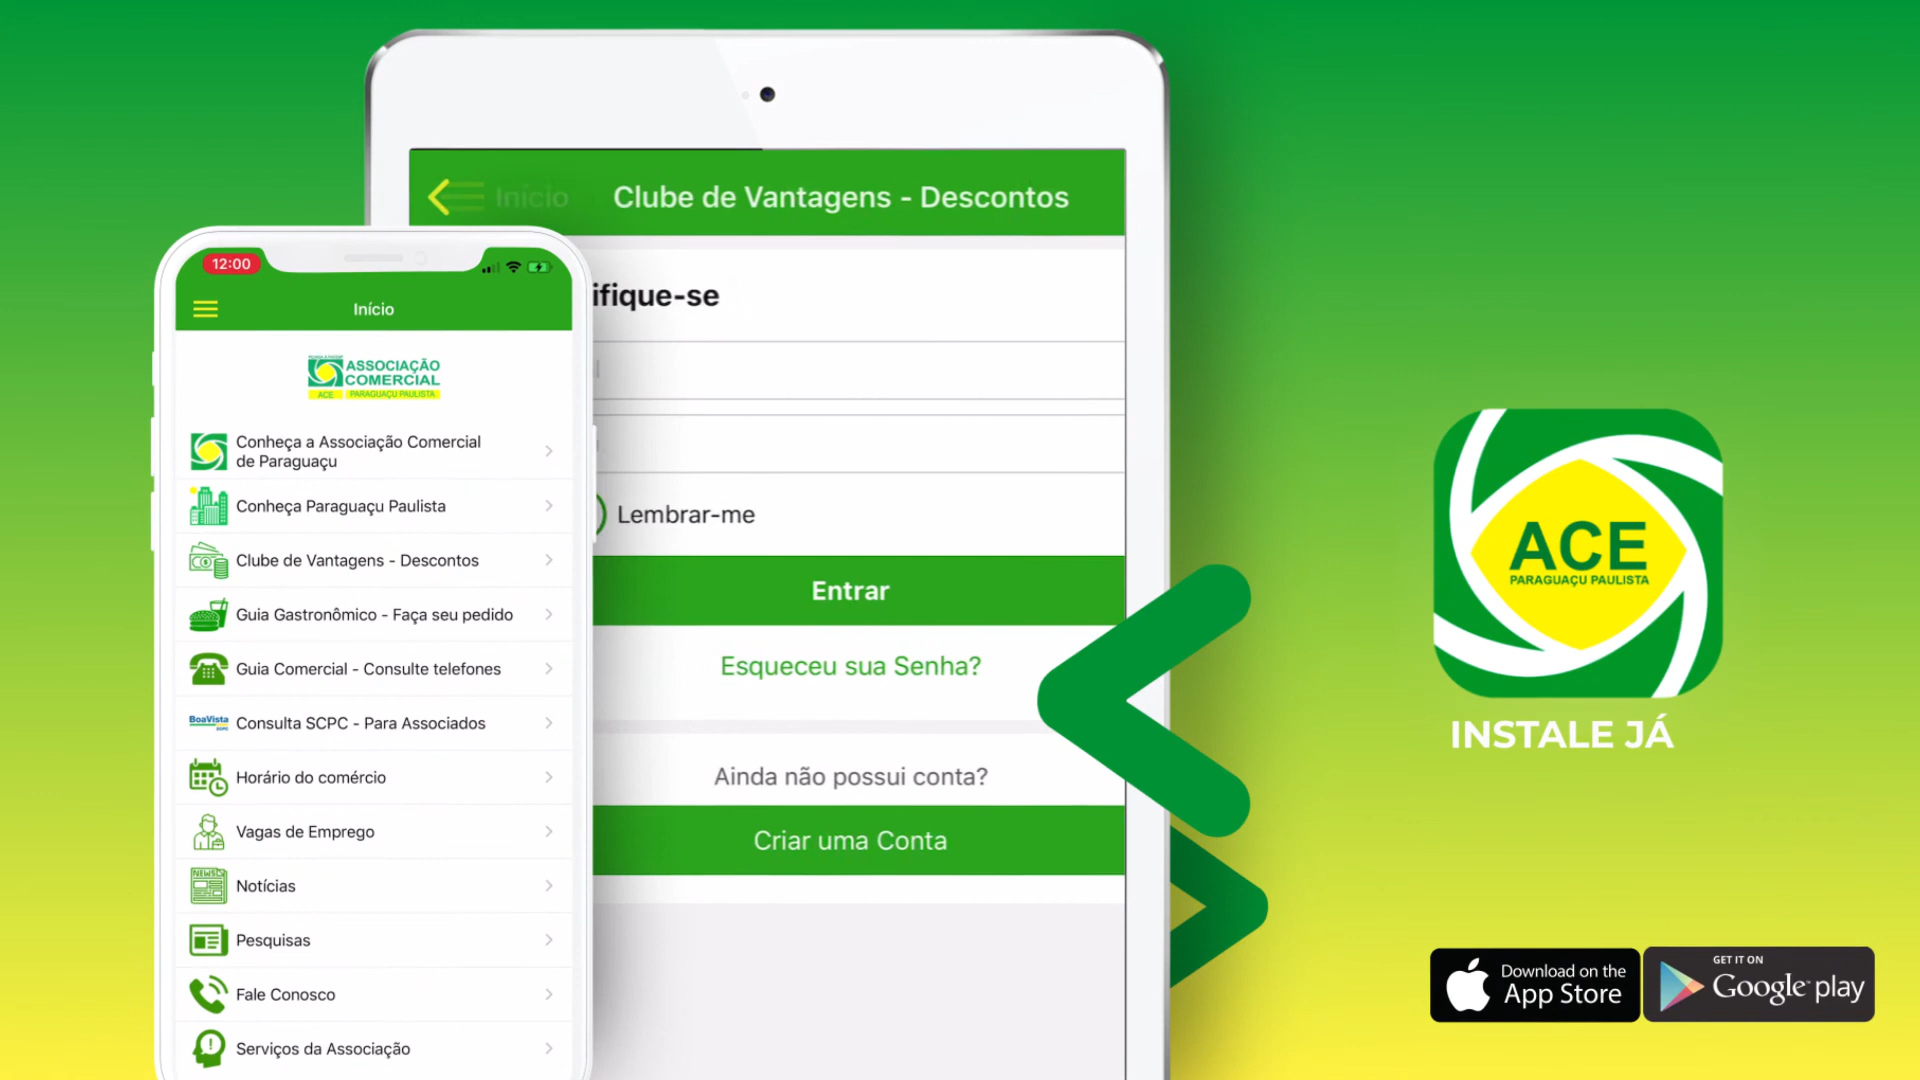 Início
Clube de Vantagens - Descontos
ifique-se
Lembrar-me
Entrar
Esqueceu sua Senha?
Ainda não possui conta?
Criar uma Conta
12:00
Início
ASSOCIAÇÃO
COMERCIAL
ACE PARAGUAÇU PAULISTA
Conheça a Associação Comercial
de Paraguaçu
Conheça Paraguaçu Paulista
Clube de Vantagens - Descontos
Guia Gastronômico - Faça seu pedido
Guia Comercial - Consulte telefones
BoaVista
SCPC
Consulta SCPC - Para Associados
Horário do comércio
Vagas de Emprego
NEWS
Notícias
Pesquisas
Fale Conosco
Serviços da Associação
ACE
PARAGUAÇU PAULISTA
INSTALE JÁ
Download on the
App Store
GET IT ON
Google play